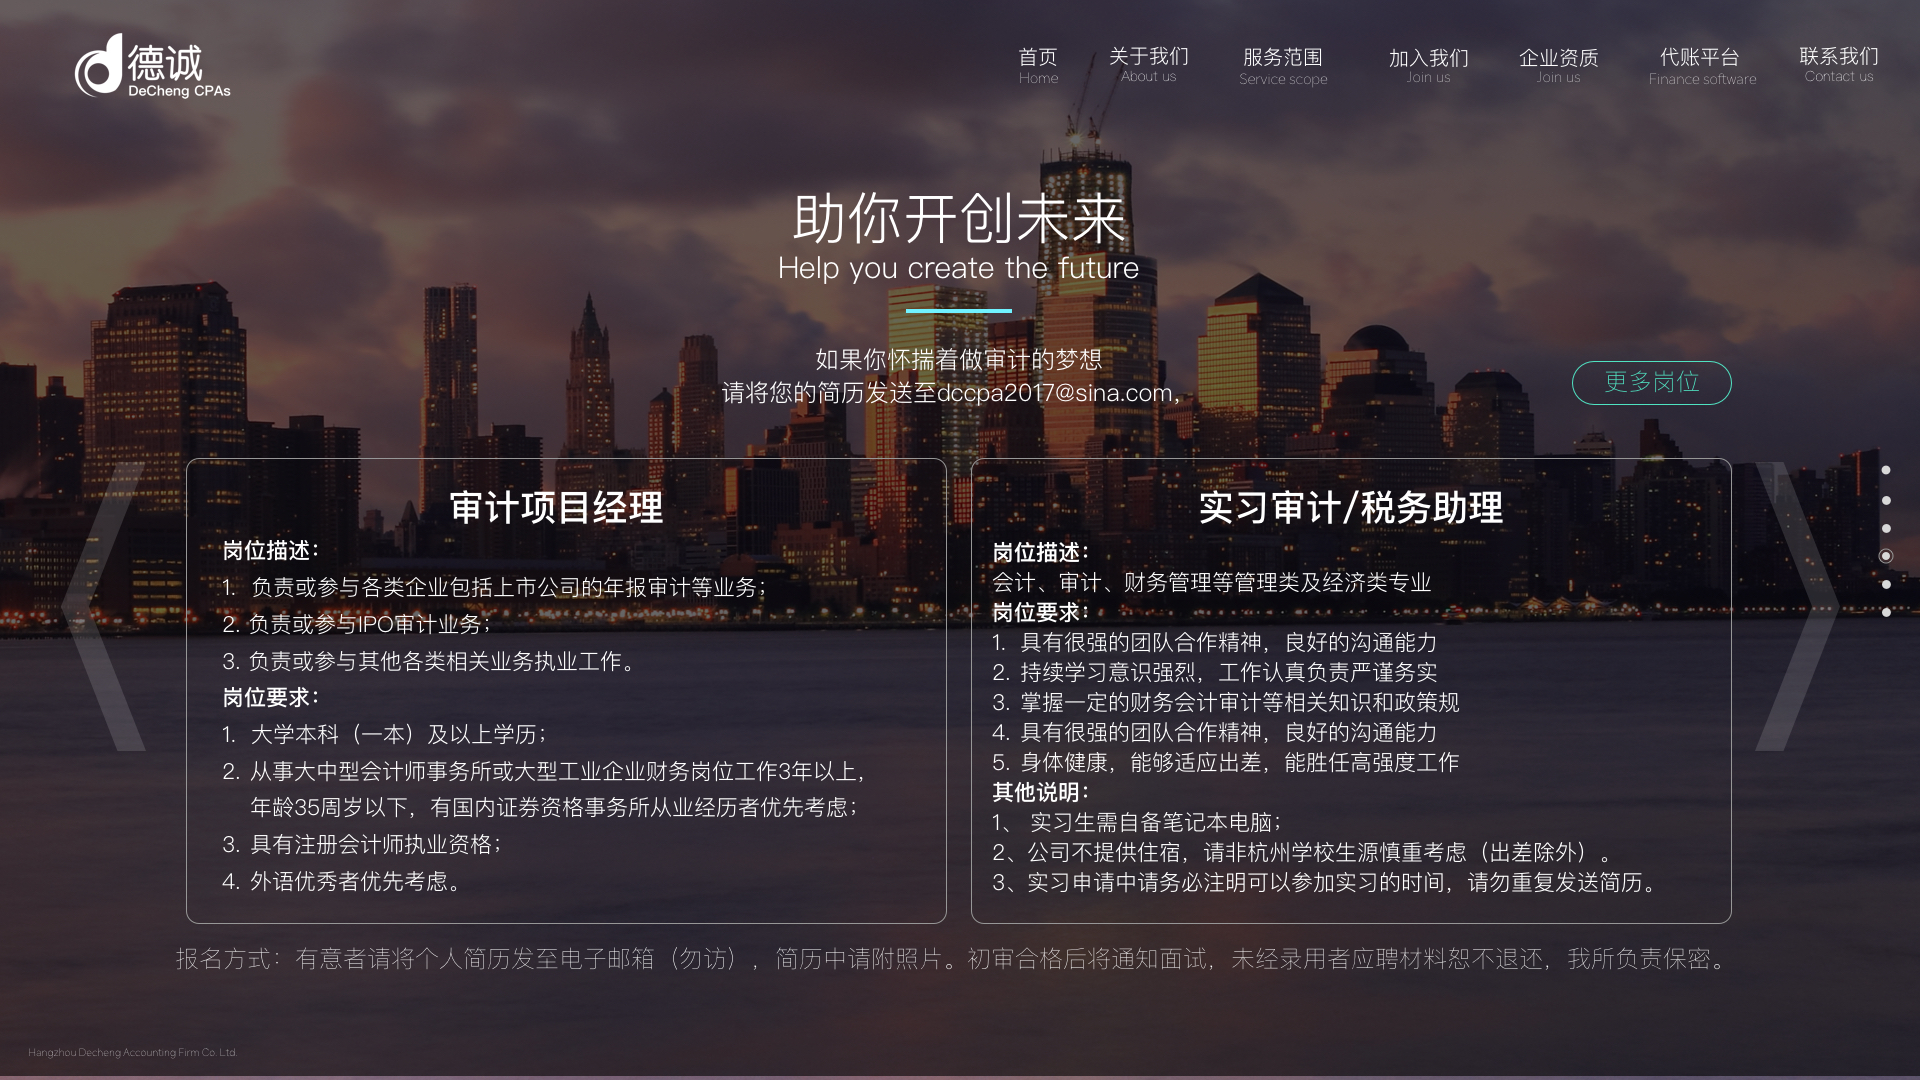 德诚
DeCheng CPAs
首页 关于我们 服务范围 加入我们 企业资质 代账平台 联系我们
Home About us Service scope Join us Join us Finance software Contact us
助你开创未来
Help you create the future
如果你怀揣着做审计的梦想
请将您的简历发送至dccpa2017@sina.com,
更多岗位
审计项目经理
岗位描述：
1. 负责或参与各类企业包括上市公司的年报审计等业务；
2. 负责或参与IPO审计业务；
3. 负责或参与其他各类相关业务执业工作。
岗位要求：
1. 大学本科（一本）及以上学历；
2. 从事大中型会计师事务所或大型工业企业财务岗位工作3年以上，
年龄35周岁以下，有国内证券资格事务所从业经历者优先考虑；
3. 具有注册会计师执业资格；
4. 外语优秀者优先考虑。
实习审计/税务助理
岗位描述：
会计、审计、财务管理等管理类及经济类专业
岗位要求：
1. 具有很强的团队合作精神，良好的沟通能力
2. 持续学习意识强烈，工作认真负责严谨务实
3. 掌握一定的财务会计审计等相关知识和政策规
4. 具有很强的团队合作精神，良好的沟通能力
5. 身体健康，能够适应出差，能胜任高强度工作
其他说明：
1、 实习生需自备笔记本电脑；
2、公司不提供住宿，请非杭州学校生源慎重考虑（出差除外）。
3、实习申请中请务必注明可以参加实习的时间，请勿重复发送简历。
报名方式：有意者请将个人简历发至电子邮箱（勿访），简历中请附照片。初审合格后将通知面试，未经录用者应聘材料恕不退还，我所负责保密。
Hangzhou Decheng Accounting Firm Co. Ltd.